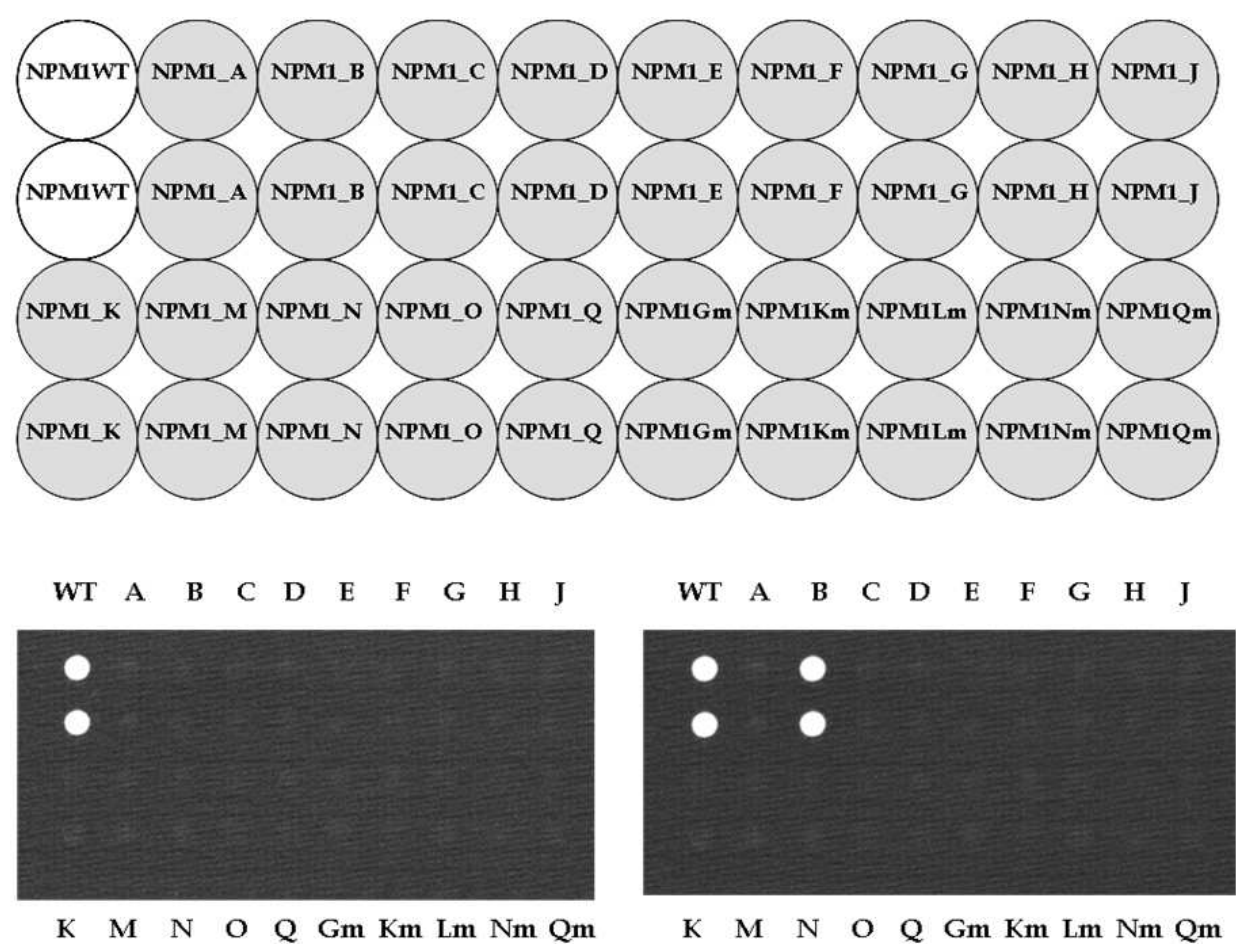 NPM1WT NPM1_A NPM1_B NPM1_C NPM1_D NPM1_E NPM1_F NPM1_G NPM1_H NPM1_J
NPM1WT NPM1_A NPM1_B NPM1_C NPM1_D NPM1_E NPM1_F NPM1_G NPM1_H NPM1_J
NPM1_K NPM1_M NPM1_N NPM1_O NPM1_Q NPM1Gm NPM1Km NPM1Lm NPM1Nm NPM1Qm
NPM1_K NPM1_M NPM1_N NPM1_O NPM1_Q NPM1Gm NPM1Km NPM1Lm NPM1Nm NPM1Qm
WT A B C D E F G H J
K M N O Q Gm Km Lm Nm Qm
WT A B C D E F G H J
K M N O Q Gm Km Lm Nm Qm